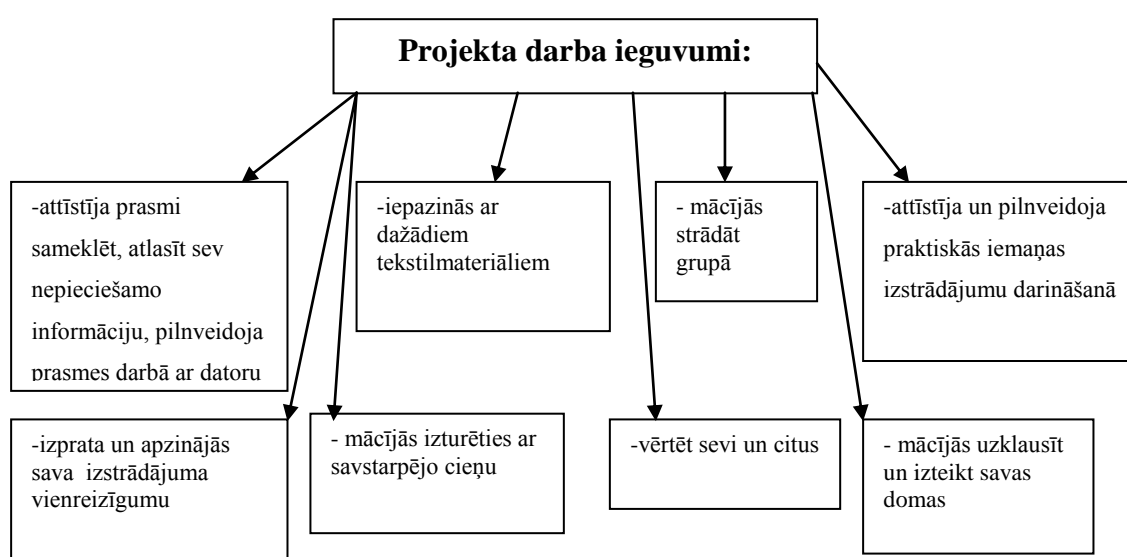 Projekta darba ieguvumi:
-attīstīja prasmi
sameklēt, atlasīt sev
nepieciešamo
informāciju, pilnveidoja
prasmes darbā ar datoru
-iepazinās ar
dažādiem
tekstilmateriāliem
- mācījās
strādāt
grupā
-attīstīja un pilnveidoja
praktiskās iemaņas
izstrādājumu darināšanā
-izprata un apzinājās
sava izstrādājuma
vienreizīgumu
- mācījās izturēties ar
savstarpējo cieņu
-vērtēt sevi un citus
- mācījās uzklausīt
un izteikt savas
domas